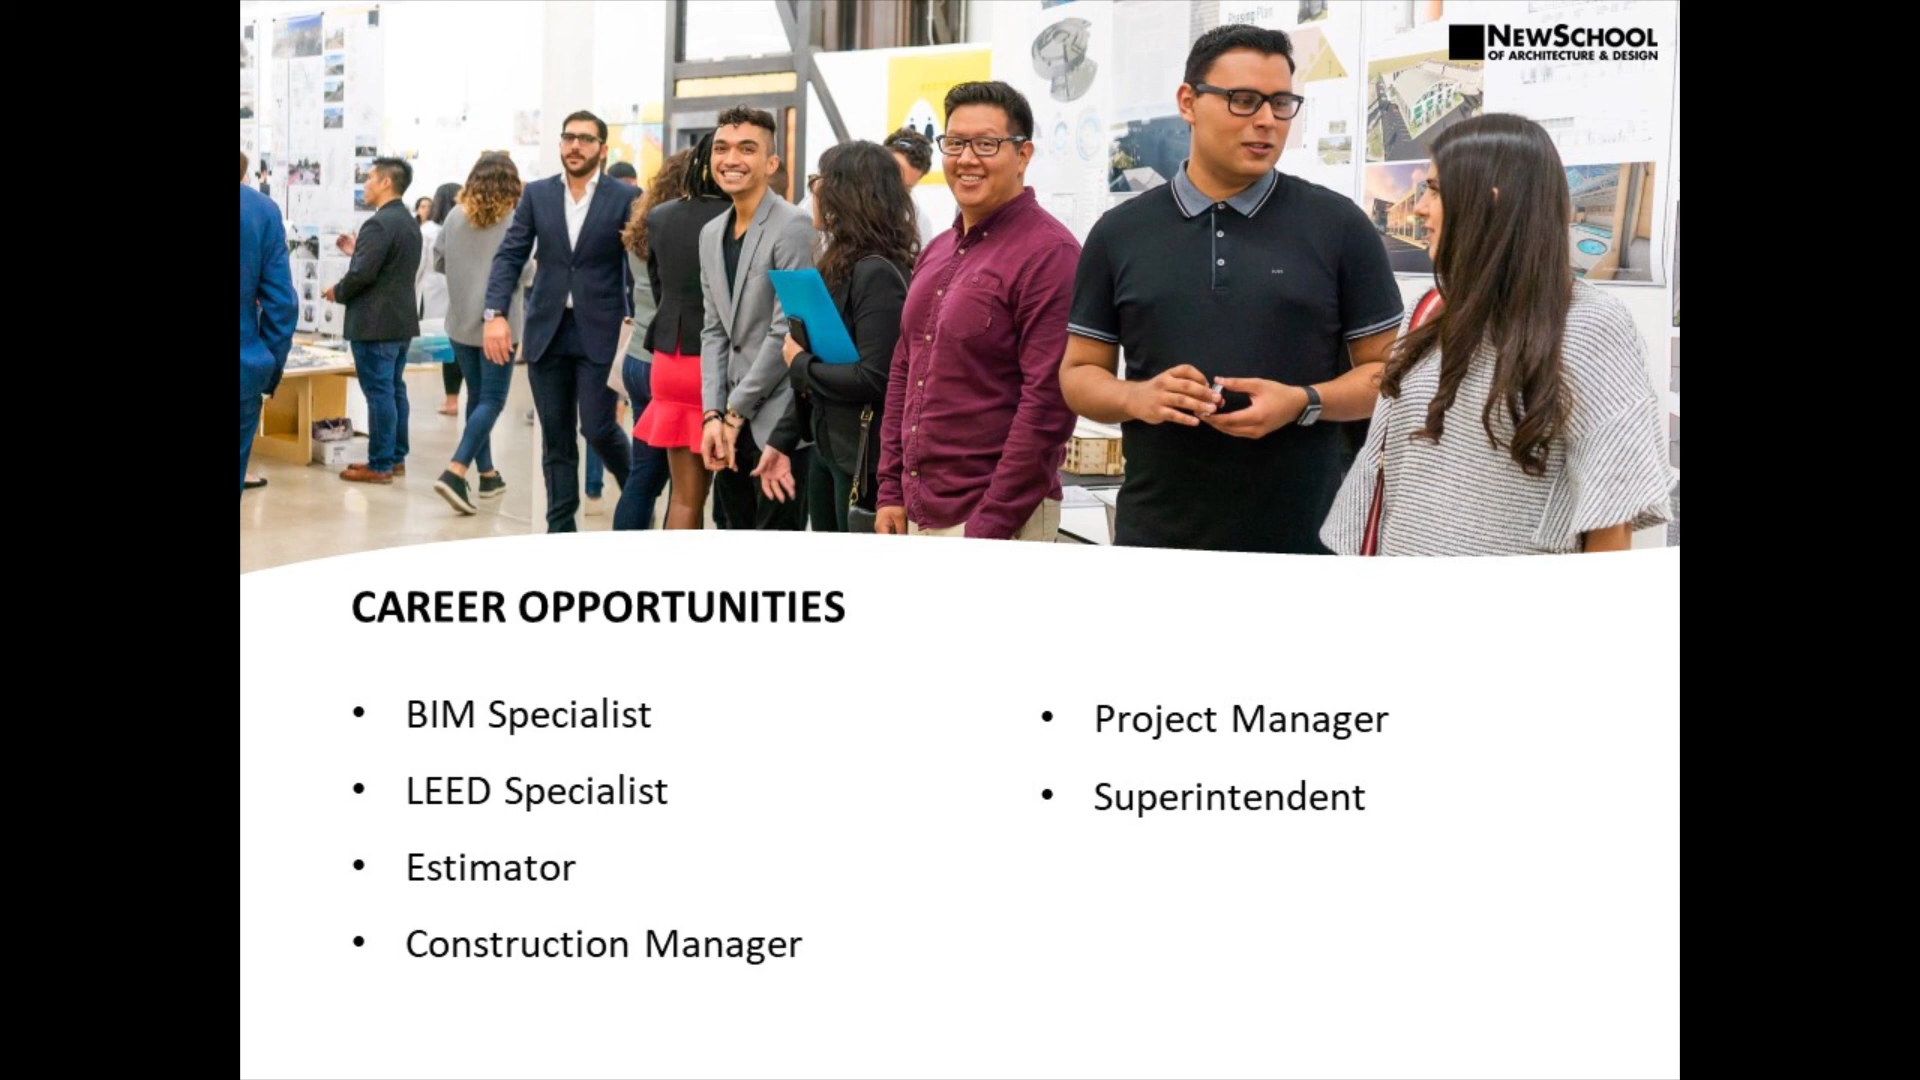 NEWSCHOOL
OF ARCHITECTURE & DESIGN
CAREER OPPORTUNITIES
• BIM Specialist
• LEED Specialist
• Estimator
• Construction Manager
• Project Manager
• Superintendent